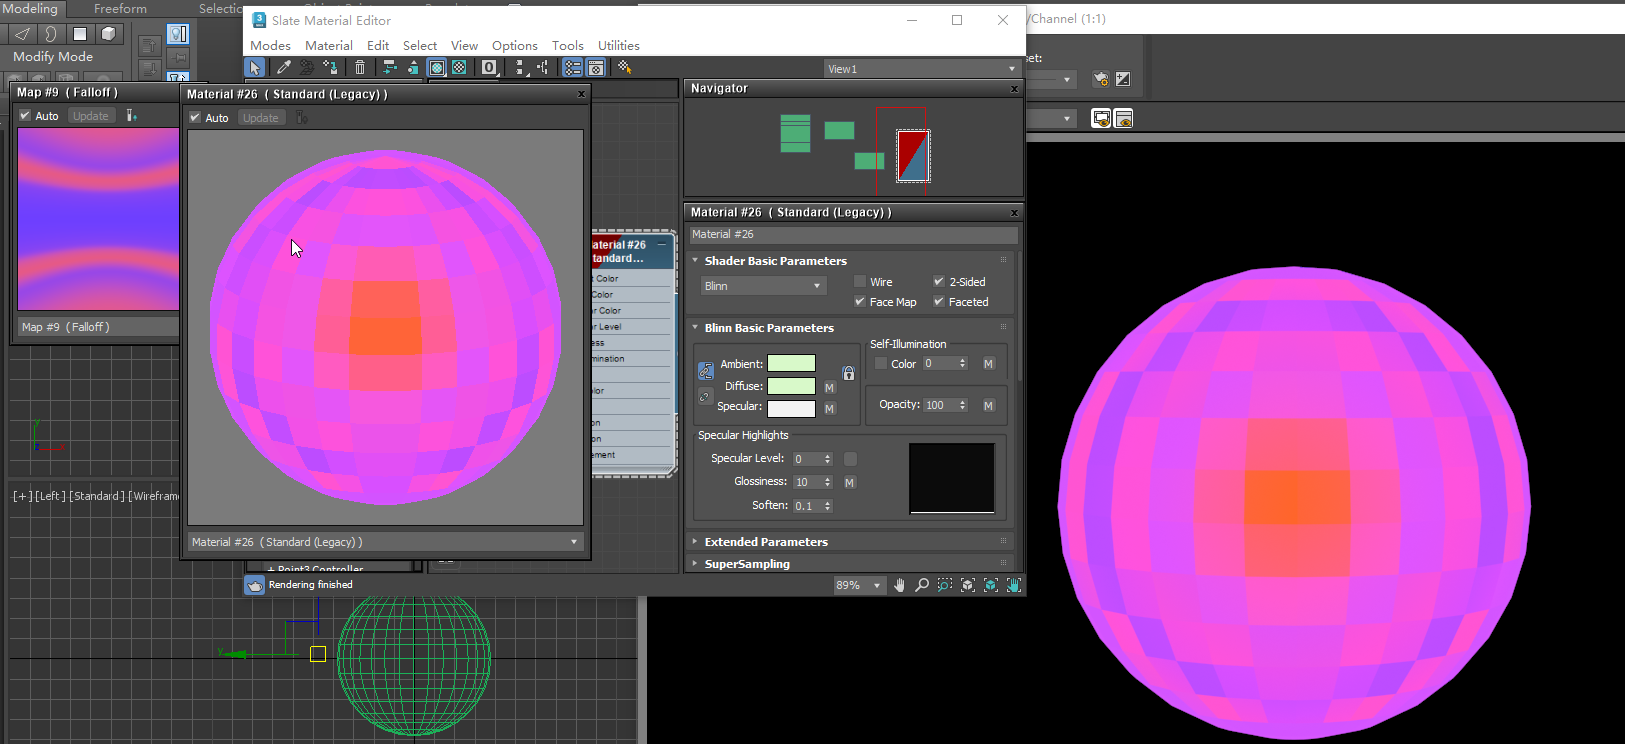 Modeling
Freeform
Modify Mode
Slate Material Editor
/Channel (1:1)
Modes
Material
Edit
Select
View
Options
Tools
Utilities
View1
Map #9 ( Falloff )
Auto
Update
Map #9 ( Falloff )
Material #26 ( Standard (Legacy) )
Auto
Update
Material #26 ( Standard (Legacy) )
Navigator
Material #26 ( Standard (Legacy) )
Material #26
Shader Basic Parameters
Blinn
Wire
2-Sided
Face Map
Faceted
Blinn Basic Parameters
Ambient:
Diffuse:
M
Specular:
M
Self-Illumination
Color
0
M
Opacity:
100
M
Specular Highlights
Specular Level:
0
Glossiness:
10
M
Soften:
0.1
Extended Parameters
SuperSampling
aterial #26
tandard...
t Color
Color
r Color
r Level
ess
mination
lor
on
on
ement
[+] [Left] [Standard] [Wirefram
+ Point3 Controller
Rendering finished
89%
set:
y